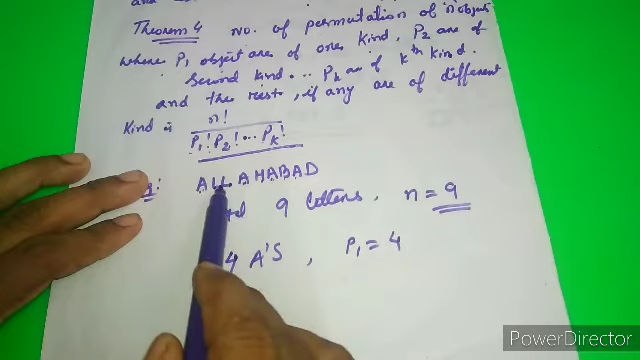 Theorem 4 no. of permutation of n object
where P1 object are of ones kind, P2 are of
Second kind ... Pk are of kth kind.
and the rests, if any are of different
kind is n!
P1! P2! ... Pk!
ALLAHABAD
9 letters, n = 9
4 A'S, P1 = 4
PowerDirector